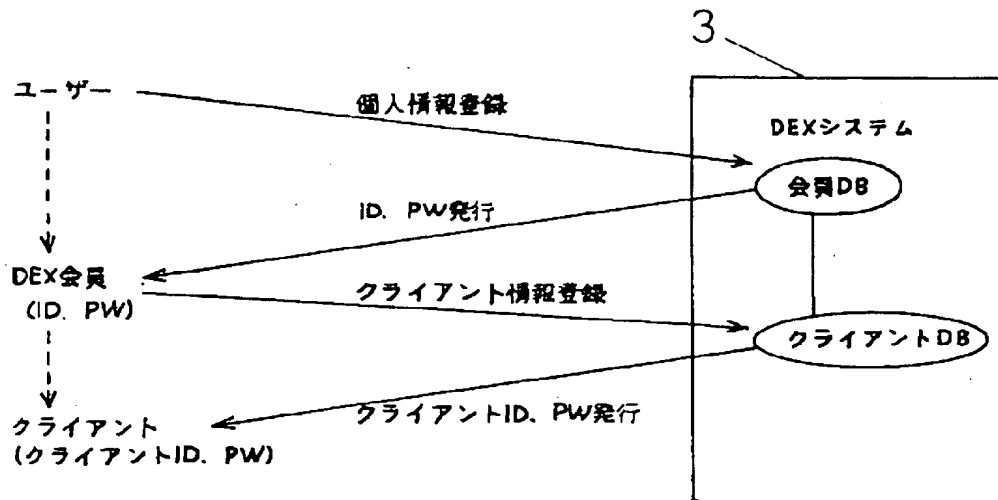 3
ユーザー
個人情報登録
DEXシステム
会員DB
ID、PW発行
DEX会員
(ID、PW)
クライアント情報登録
クライアントDB
クライアントID、PW発行
クライアント
(クライアントID、PW)